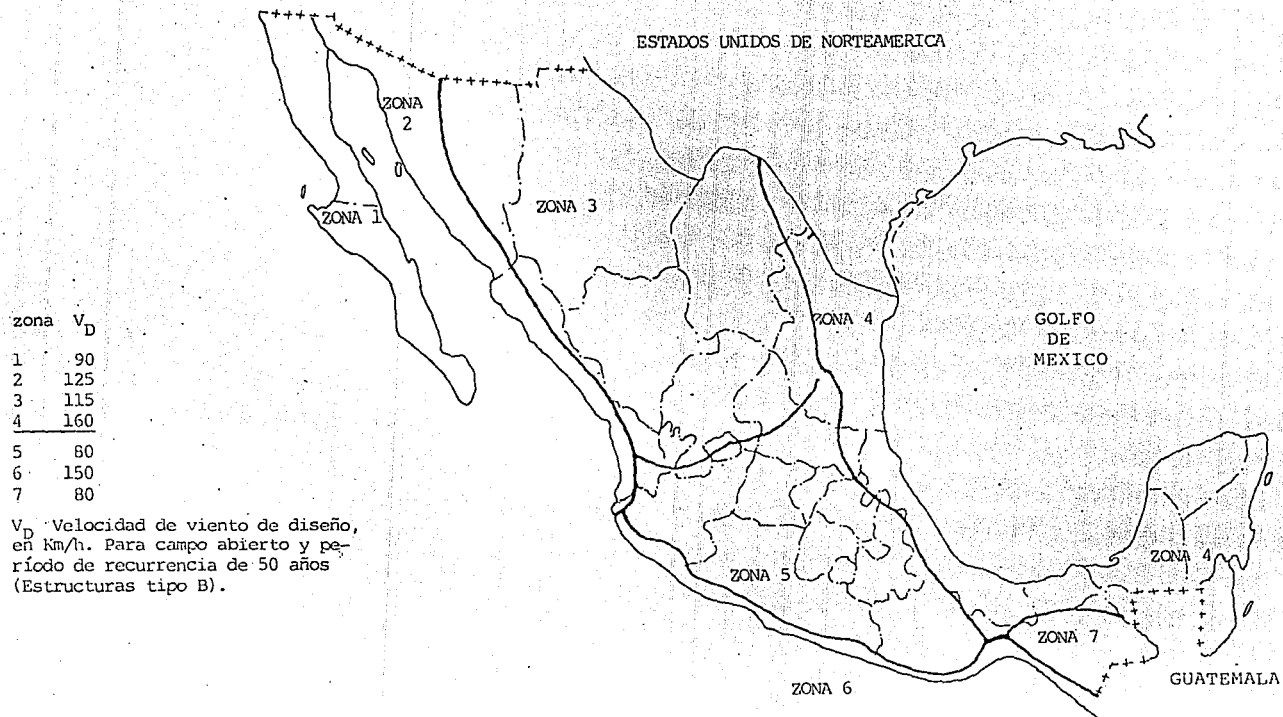 ESTADOS UNIDOS DE NORTEAMERICA
ZONA
2
ZONA 1
ZONA 3
ZONA 4
GOLFO
DE
MEXICO
zona V_D
1 90
2 125
3 115
4 160
5 80
6 150
7 80
V_D Velocidad de viento de diseño,
en Km/h. Para campo abierto y pe-
ríodo de recurrencia de 50 años
(Estructuras tipo B).
ZONA 5
ZONA 4
ZONA 7
ZONA 6
GUATEMALA